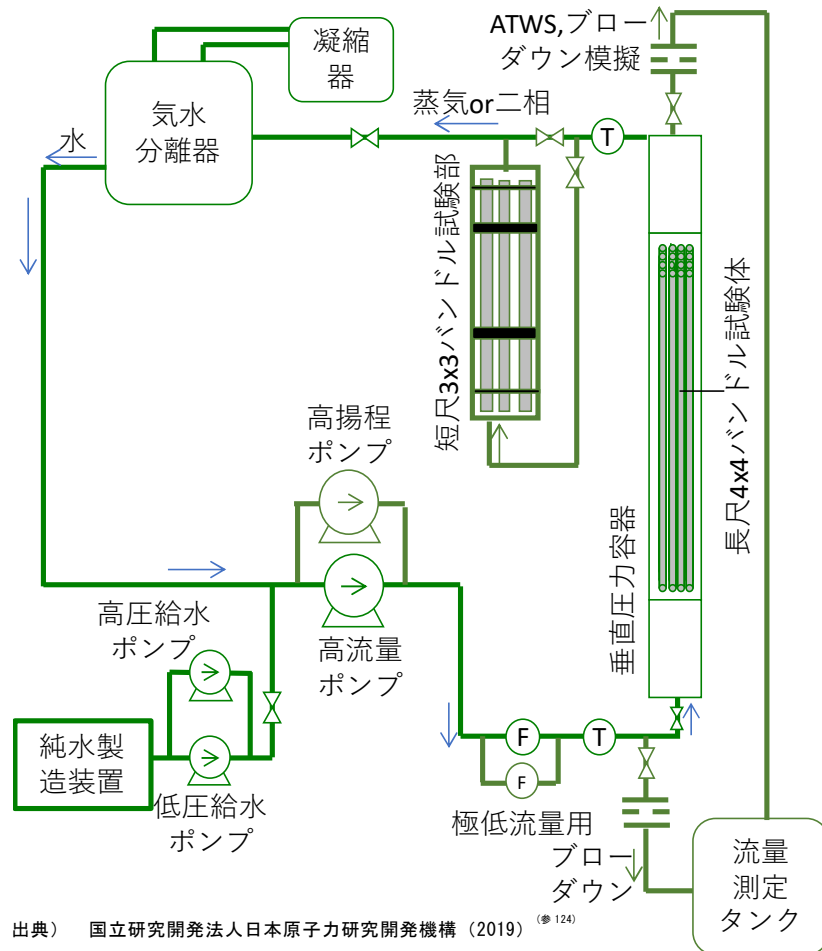 ATWS,ブロー
ダウン模擬
凝縮
器
蒸気or二相
気水
分離器
水
T
短尺3x3バンドル試験部
長尺4x4バンドル試験体
高揚程
ポンプ
垂直圧力容器
高圧給水
ポンプ
高流量
ポンプ
純水製
造装置
F
T
F
低圧給水
ポンプ
極低流量用
ブロー
ダウン
流量
測定
タンク
出典） 国立研究開発法人日本原子力研究開発機構（2019）（参124）